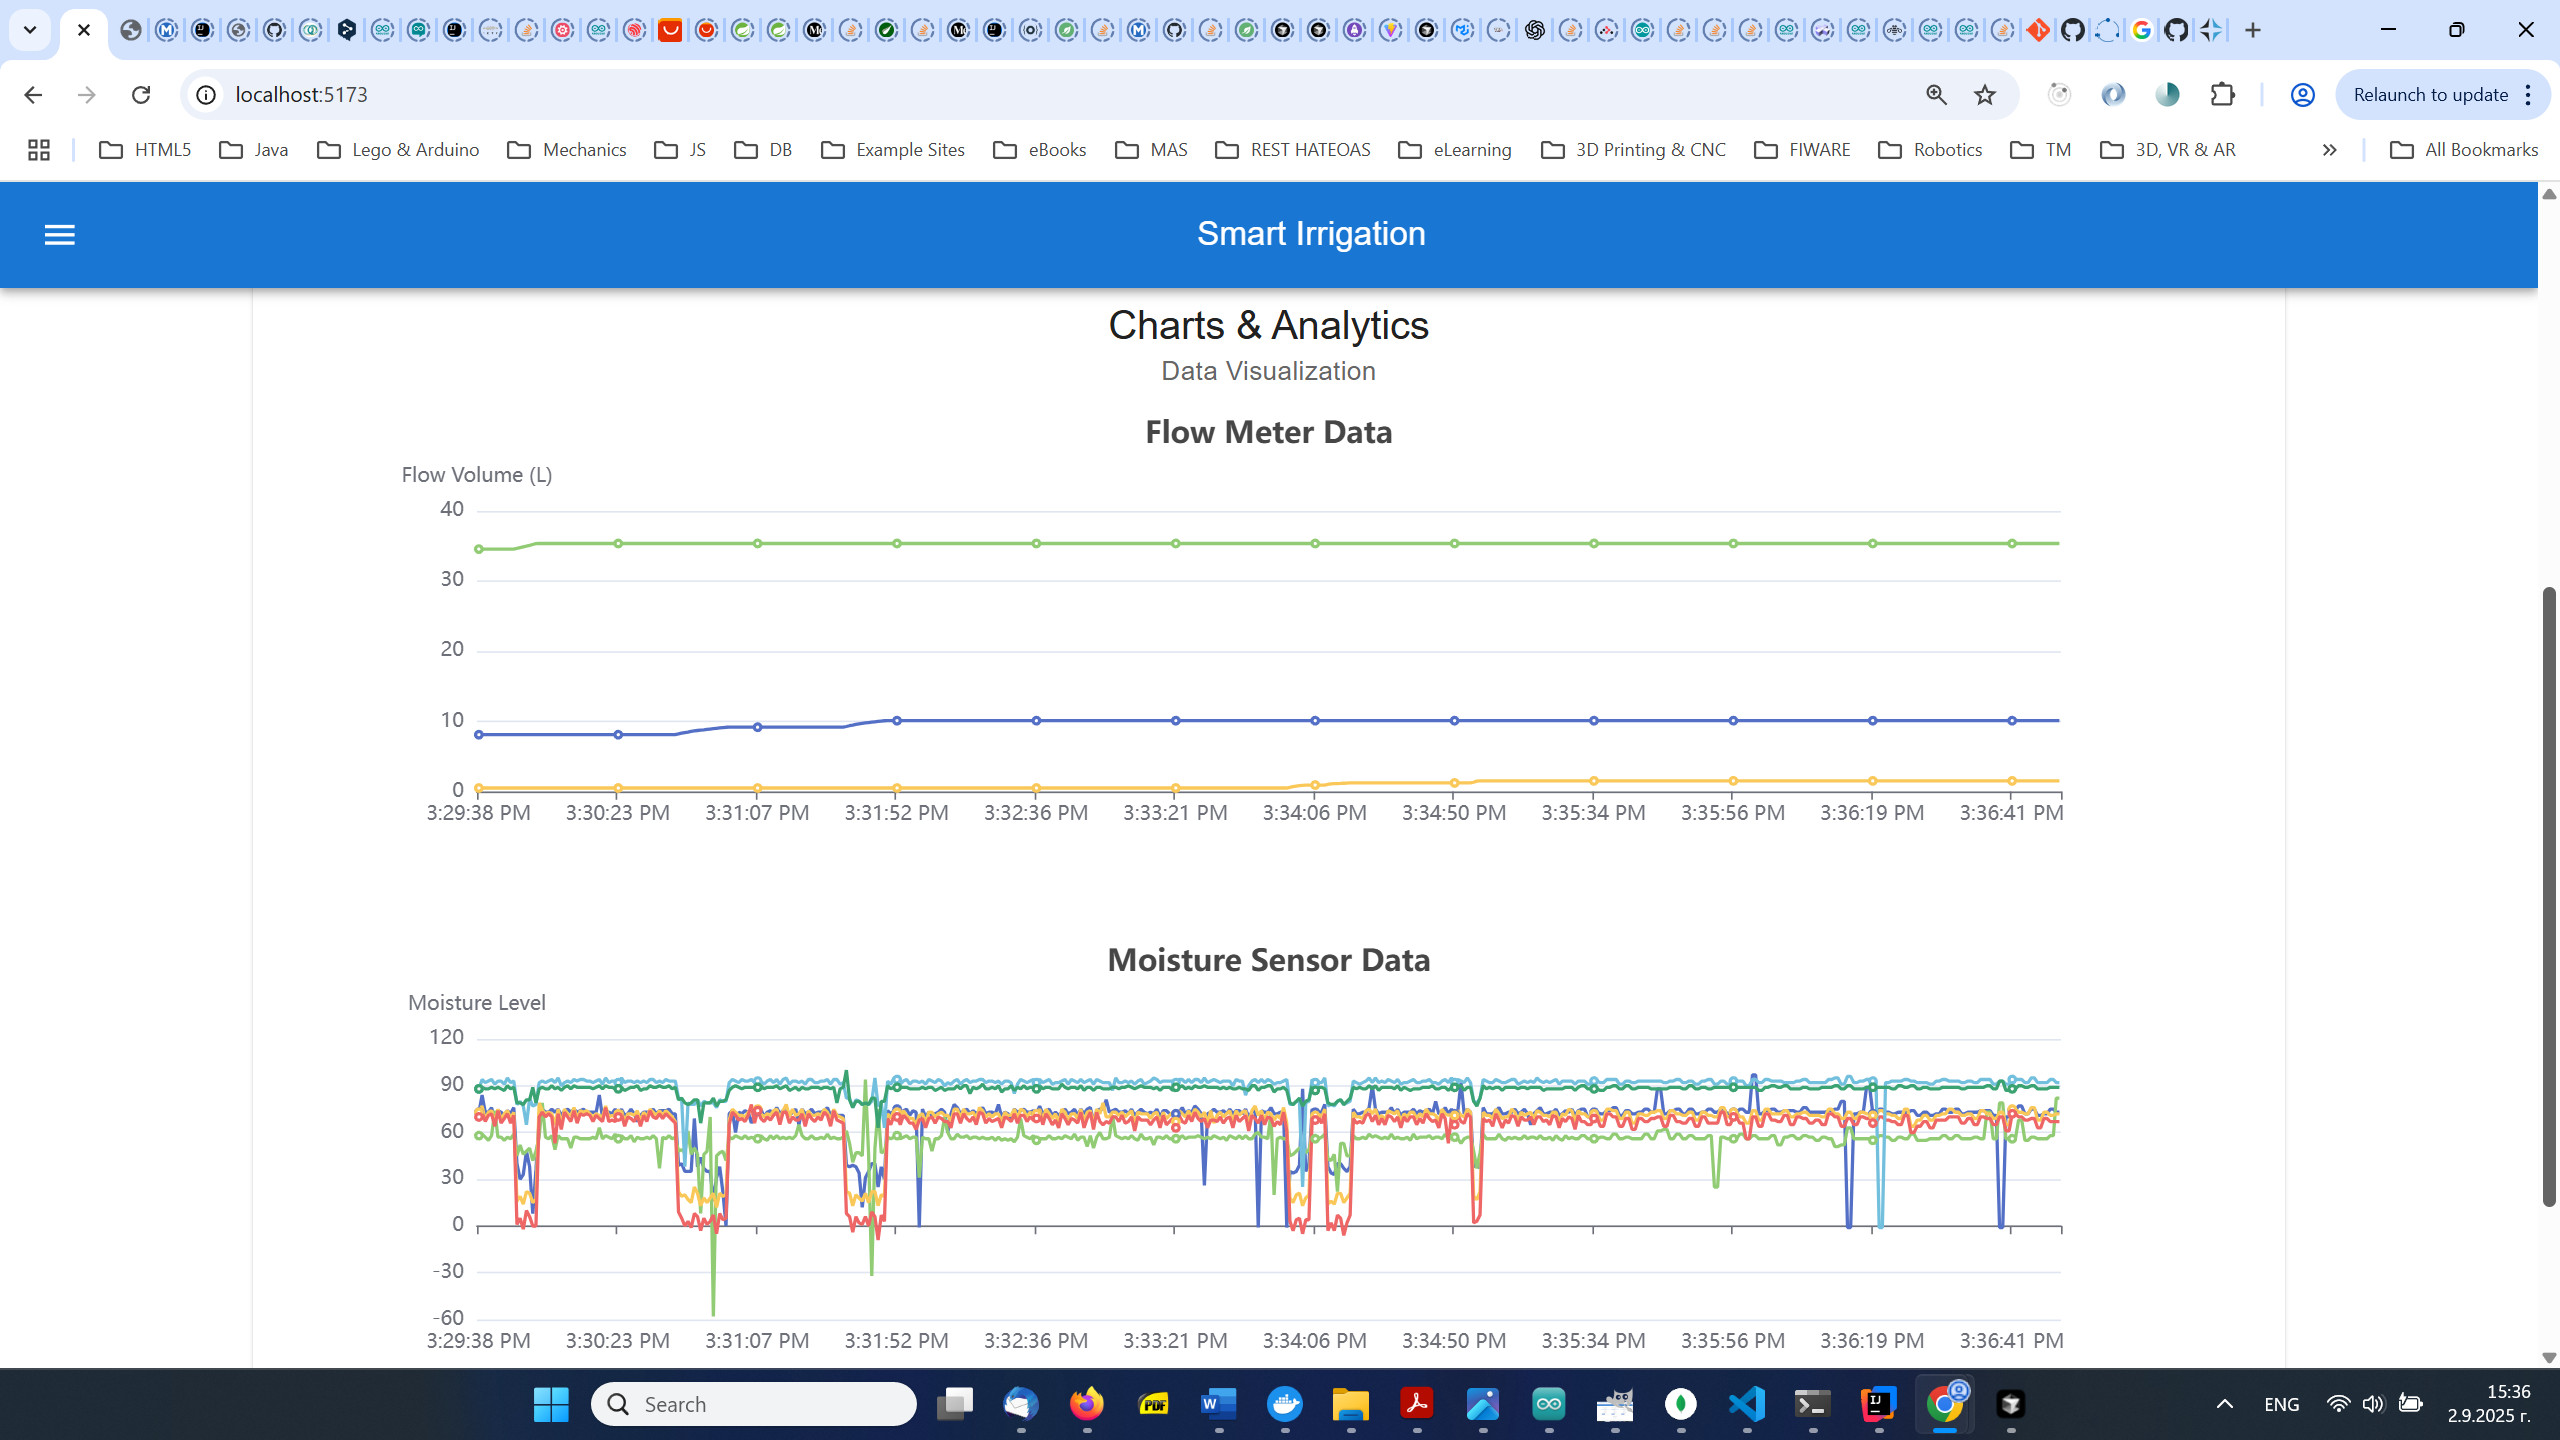 localhost:5173
Relaunch to update
HTML5
Java
Lego & Arduino
Mechanics
JS
DB
Example Sites
eBooks
MAS
REST HATEOAS
eLearning
3D Printing & CNC
FIWARE
Robotics
TM
3D, VR & AR
All Bookmarks
Smart Irrigation
Charts & Analytics
Data Visualization
Flow Meter Data
Flow Volume (L)
40
30
20
10
0
3:29:38 PM 3:30:23 PM 3:31:07 PM 3:31:52 PM 3:32:36 PM 3:33:21 PM 3:34:06 PM 3:34:50 PM 3:35:34 PM 3:35:56 PM 3:36:19 PM 3:36:41 PM
Moisture Sensor Data
Moisture Level
120
90
60
30
0
-30
-60
3:29:38 PM 3:30:23 PM 3:31:07 PM 3:31:52 PM 3:32:36 PM 3:33:21 PM 3:34:06 PM 3:34:50 PM 3:35:34 PM 3:35:56 PM 3:36:19 PM 3:36:41 PM
Search
PDF
W
IJ
ENG
15:36
2.9.2025 г.